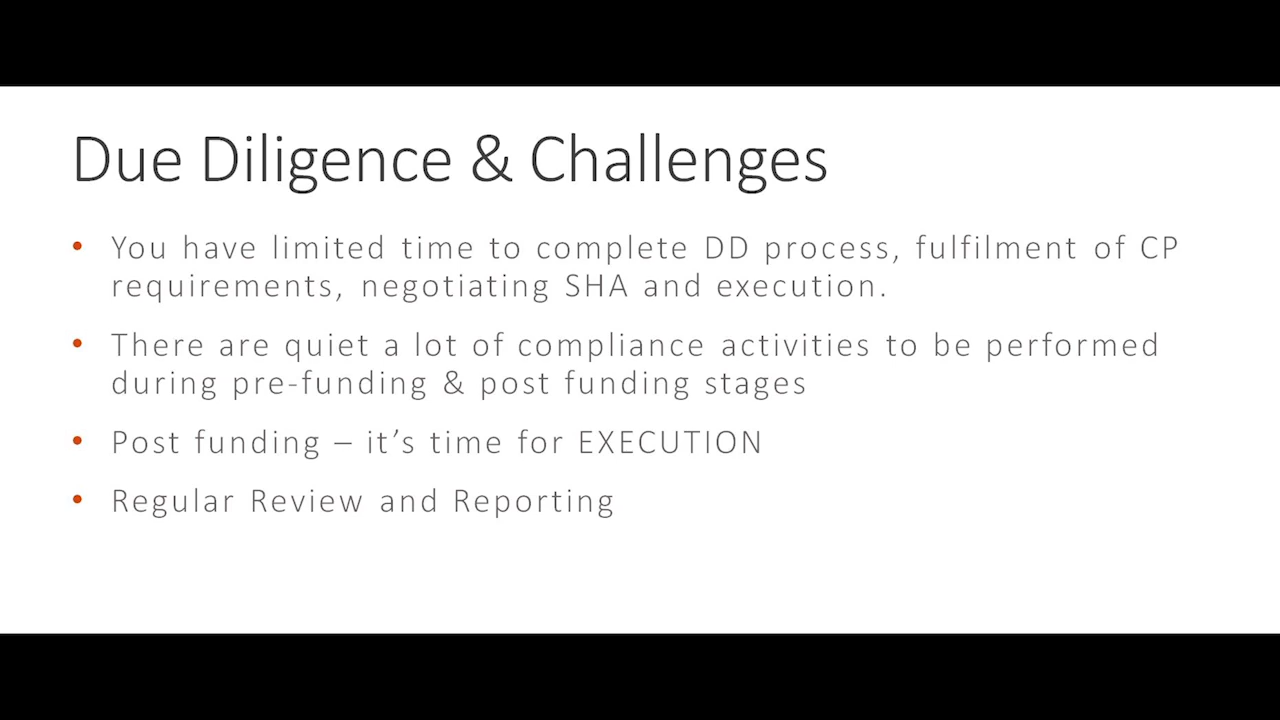 Due Diligence & Challenges
• You have limited time to complete DD process, fulfilment of CP
requirements, negotiating SHA and execution.
• There are quiet a lot of compliance activities to be performed
during pre-funding & post funding stages
• Post funding – it’s time for EXECUTION
• Regular Review and Reporting